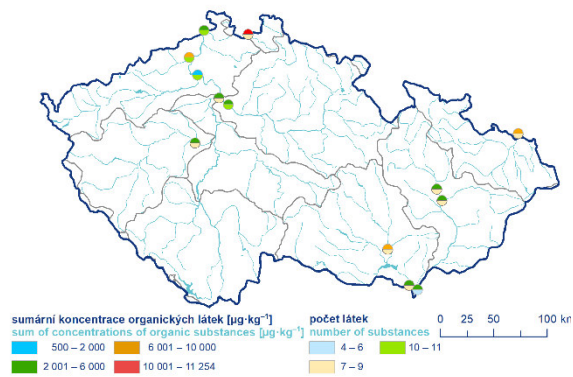 sumární koncentrace organických látek [µg·kg⁻¹]
sum of concentrations of organic substances [µg·kg⁻¹]
500 – 2 000
6 001 – 10 000
2 001 – 6 000
10 001 – 11 254
počet látek
number of substances
4 – 6
10 – 11
7 – 9
0 25 50 100 km